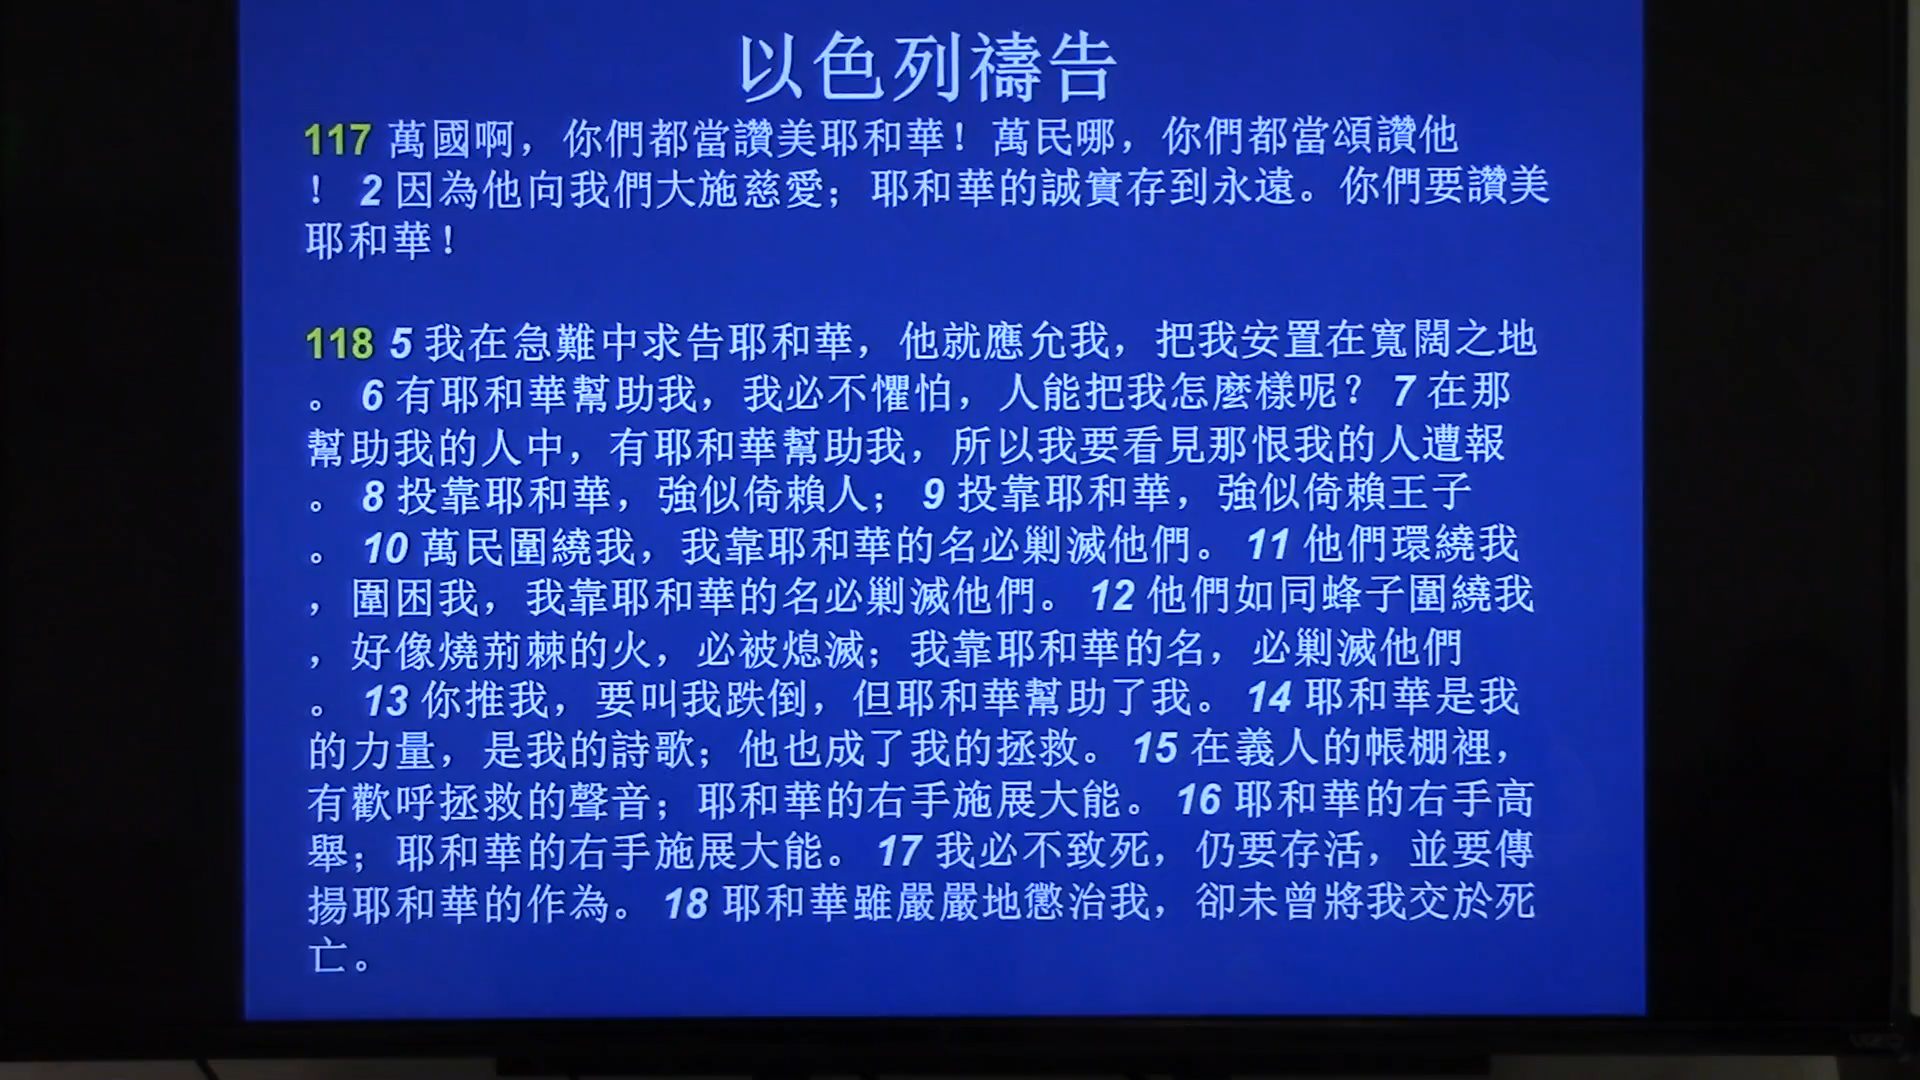 以色列禱告
117 萬國啊，你們都當讚美耶和華！萬民哪，你們都當頌讚他
！ 2 因為他向我們大施慈愛；耶和華的誠實存到永遠。你們要讚美
耶和華！
118 5 我在急難中求告耶和華，他就應允我，把我安置在寬闊之地
。 6 有耶和華幫助我，我必不懼怕，人能把我怎麼樣呢？ 7 在那
幫助我的人中，有耶和華幫助我，所以我要看見那恨我的人遭報
。 8 投靠耶和華，強似倚賴人； 9 投靠耶和華，強似倚賴王子
。 10 萬民圍繞我，我靠耶和華的名必剿滅他們。 11 他們環繞我
，圍困我，我靠耶和華的名必剿滅他們。 12 他們如同蜂子圍繞我
，好像燒荊棘的火，必被熄滅；我靠耶和華的名，必剿滅他們
。 13 你推我，要叫我跌倒，但耶和華幫助了我。 14 耶和華是我
的力量，是我的詩歌；他也成了我的拯救。 15 在義人的帳棚裡，
有歡呼拯救的聲音；耶和華的右手施展大能。 16 耶和華的右手高
舉；耶和華的右手施展大能。 17 我必不致死，仍要存活，並要傳
揚耶和華的作為。 18 耶和華雖嚴嚴地懲治我，卻未曾將我交於死
亡。